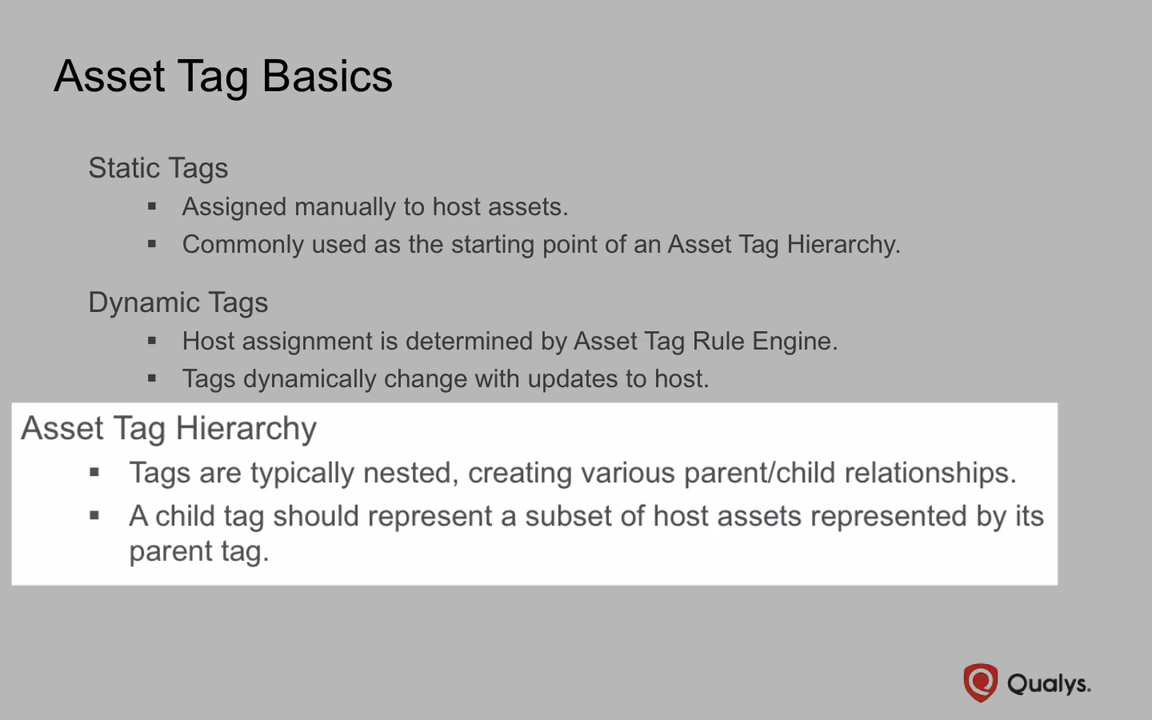 Asset Tag Basics
Static Tags
▪ Assigned manually to host assets.
▪ Commonly used as the starting point of an Asset Tag Hierarchy.
Dynamic Tags
▪ Host assignment is determined by Asset Tag Rule Engine.
▪ Tags dynamically change with updates to host.
Asset Tag Hierarchy
▪ Tags are typically nested, creating various parent/child relationships.
▪ A child tag should represent a subset of host assets represented by its
parent tag.
Qualys.